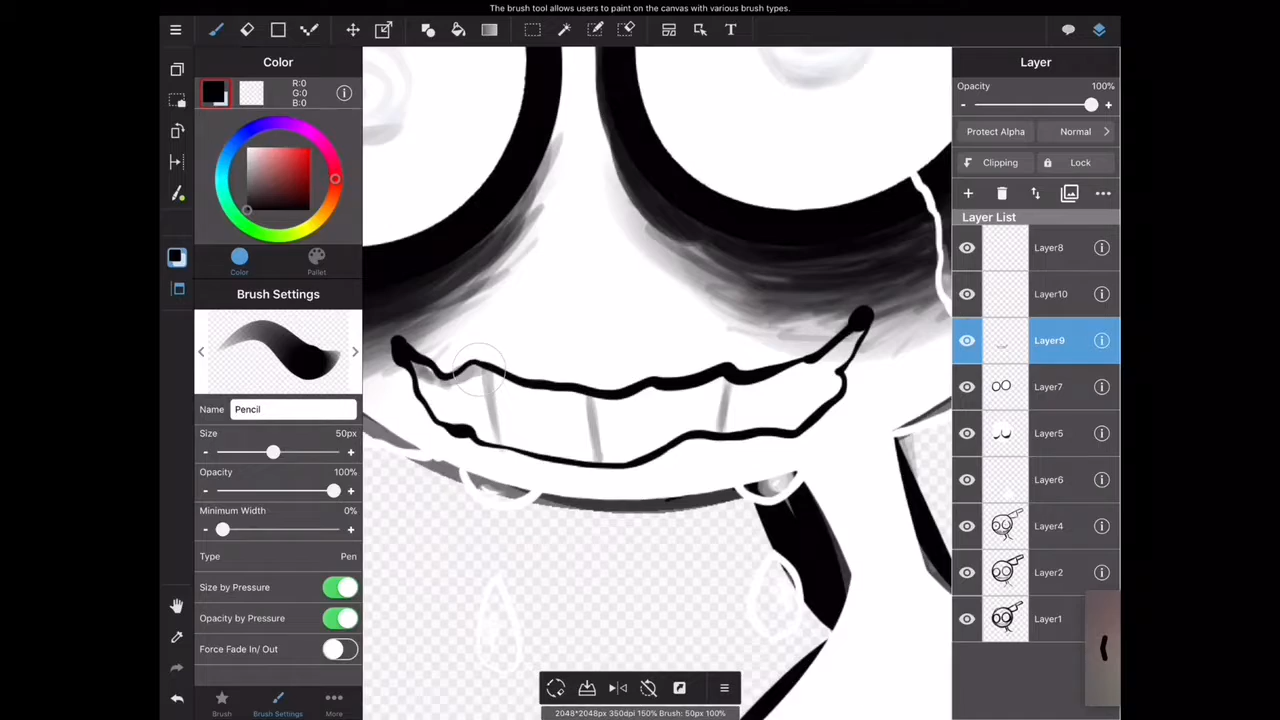 The brush tool allows users to paint on the canvas with various brush types.
T
Color
Layer
R:0
G:0
B:0
Opacity 100%
- +
Protect Alpha Normal
Clipping Lock
Layer List
Color Pallet
Brush Settings
Name Pencil
Size 50px
- +
Opacity 100%
- +
Minimum Width 0%
- +
Type Pen
Size by Pressure
Opacity by Pressure
Force Fade In/ Out
Brush Brush Settings More
Layer8
Layer10
Layer9
Layer7
Layer5
Layer6
Layer4
Layer2
Layer1
2048*2048px 350dpi 150% Brush: 50px 100%